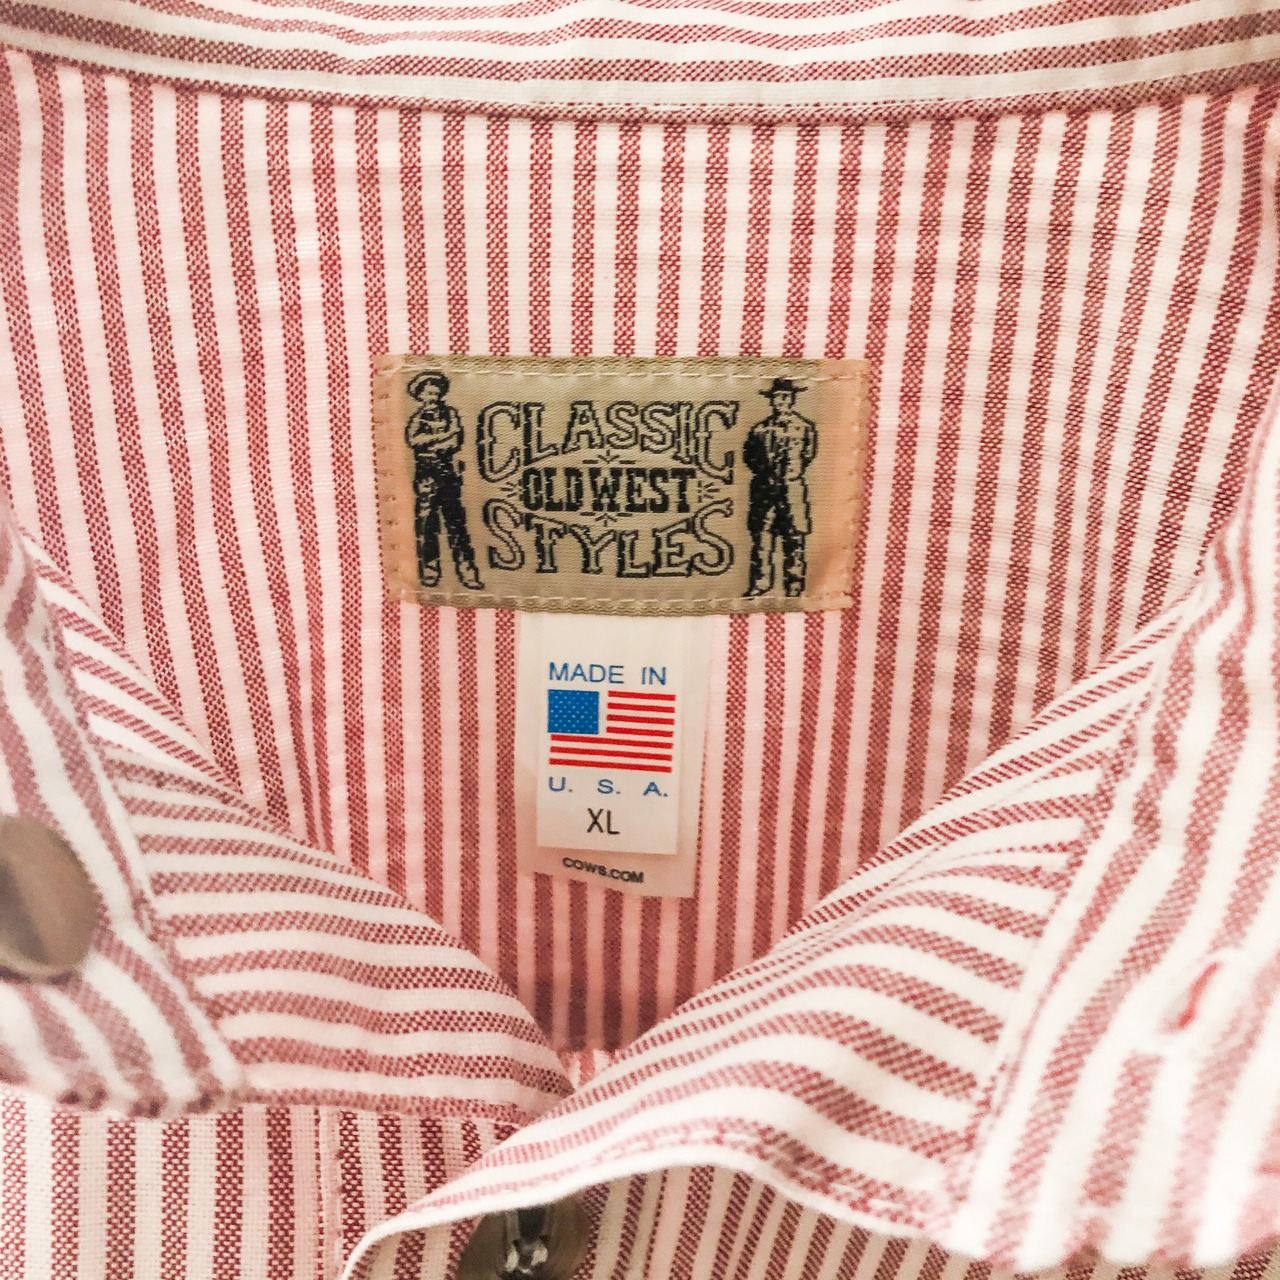 CLASSIC
OLD WEST
STYLES
MADE IN
U. S. A.
XL
COWS.COM